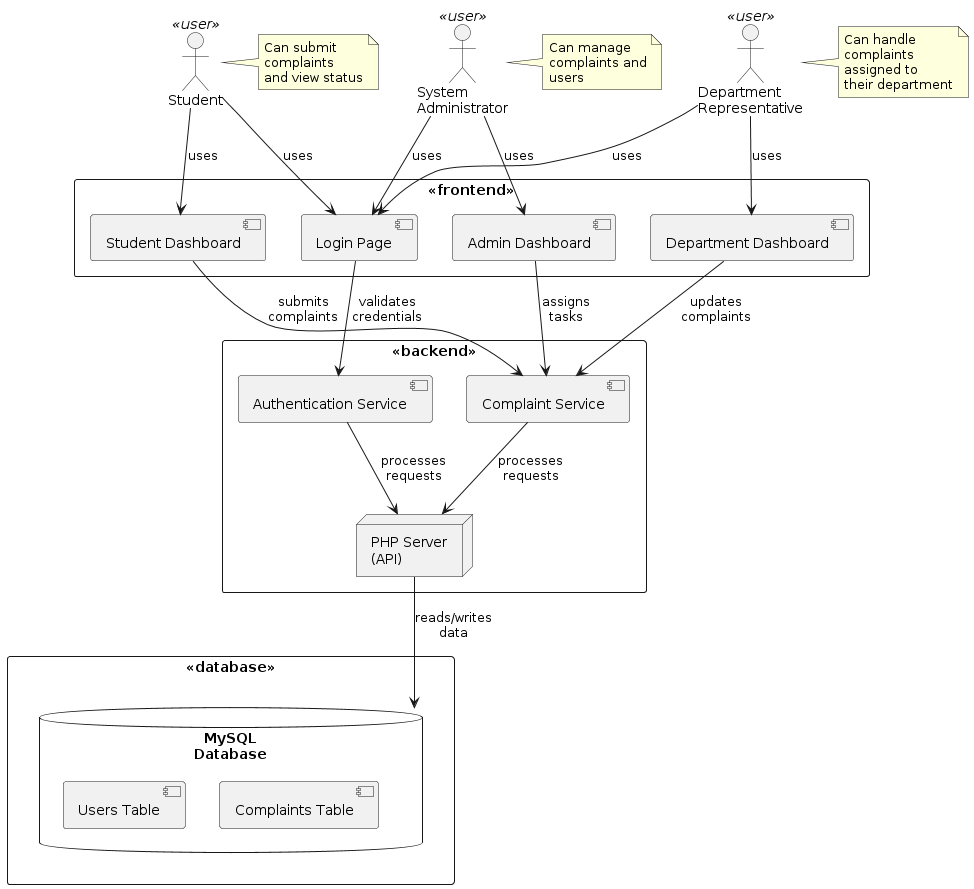 «user»
«user»
«user»
Can submit
complaints
and view status
Can manage
complaints and
users
Can handle
complaints
assigned to
their department
Student
System
Administrator
Department
Representative
uses
uses
uses
uses
uses
uses
«frontend»
Student Dashboard
Login Page
Admin Dashboard
Department Dashboard
submits
complaints
validates
credentials
assigns
tasks
updates
complaints
«backend»
Authentication Service
Complaint Service
processes
requests
processes
requests
PHP Server
(API)
reads/writes
data
«database»
MySQL
Database
Users Table
Complaints Table